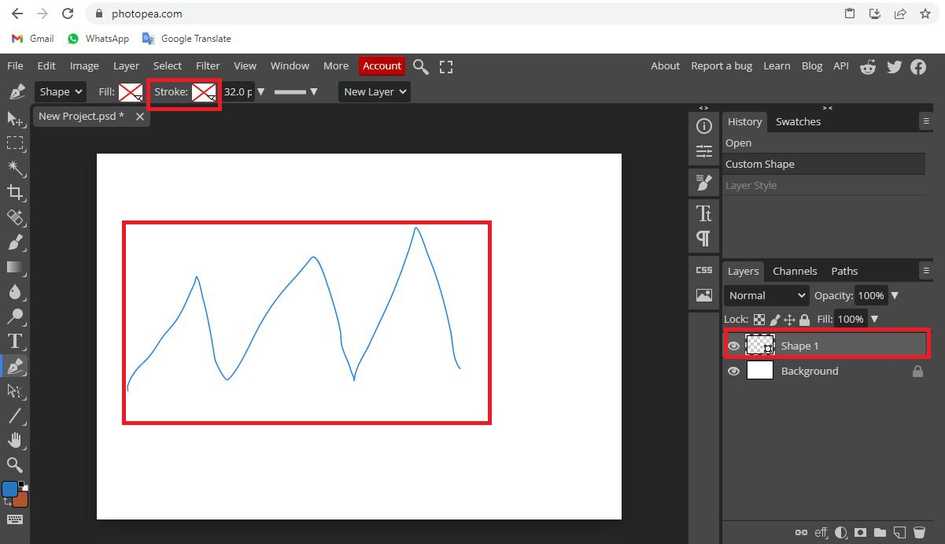 photopea.com
Gmail WhatsApp Google Translate
File Edit Image Layer Select Filter View Window More Account About Report a bug Learn Blog API
Shape Fill: Stroke: 32.0 p New Layer
New Project.psd *
History Swatches
Open
Custom Shape
Layer Style
Layers Channels Paths
Normal Opacity: 100%
Lock: Fill: 100%
Shape 1
Background
Tt
CSS
eff
T